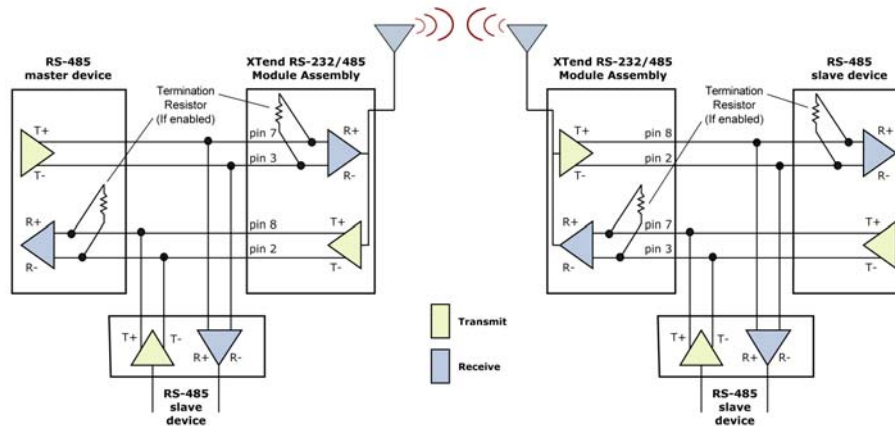 RS-485
master device
XTend RS-232/485
Module Assembly
Termination
Resistor
(If enabled)
T+
T-
R+
R-
pin 7
pin 3
pin 8
pin 2
R+
R-
T+
T-
T+
T-
R+
R-
RS-485
slave
device
Transmit
Receive
XTend RS-232/485
Module Assembly
RS-485
slave device
Termination
Resistor
(If enabled)
T+
T-
R+
R-
pin 8
pin 2
pin 7
pin 3
R+
R-
T+
T-
T+
T-
R+
R-
RS-485
slave
device